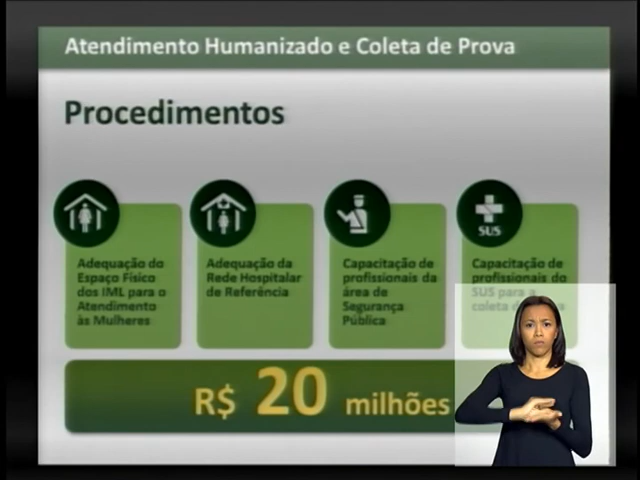 Atendimento Humanizado e Coleta de Prova
Procedimentos
Adequação do
Espaço Físico
dos IML para o
Atendimento
às Mulheres
Adequação da
Rede Hospitalar
de Referência
Capacitação de
profissionais da
área de
Segurança
Pública
SUS
Capacitação de
profissionais do
SUS para a
coleta
R$ 20 milhões